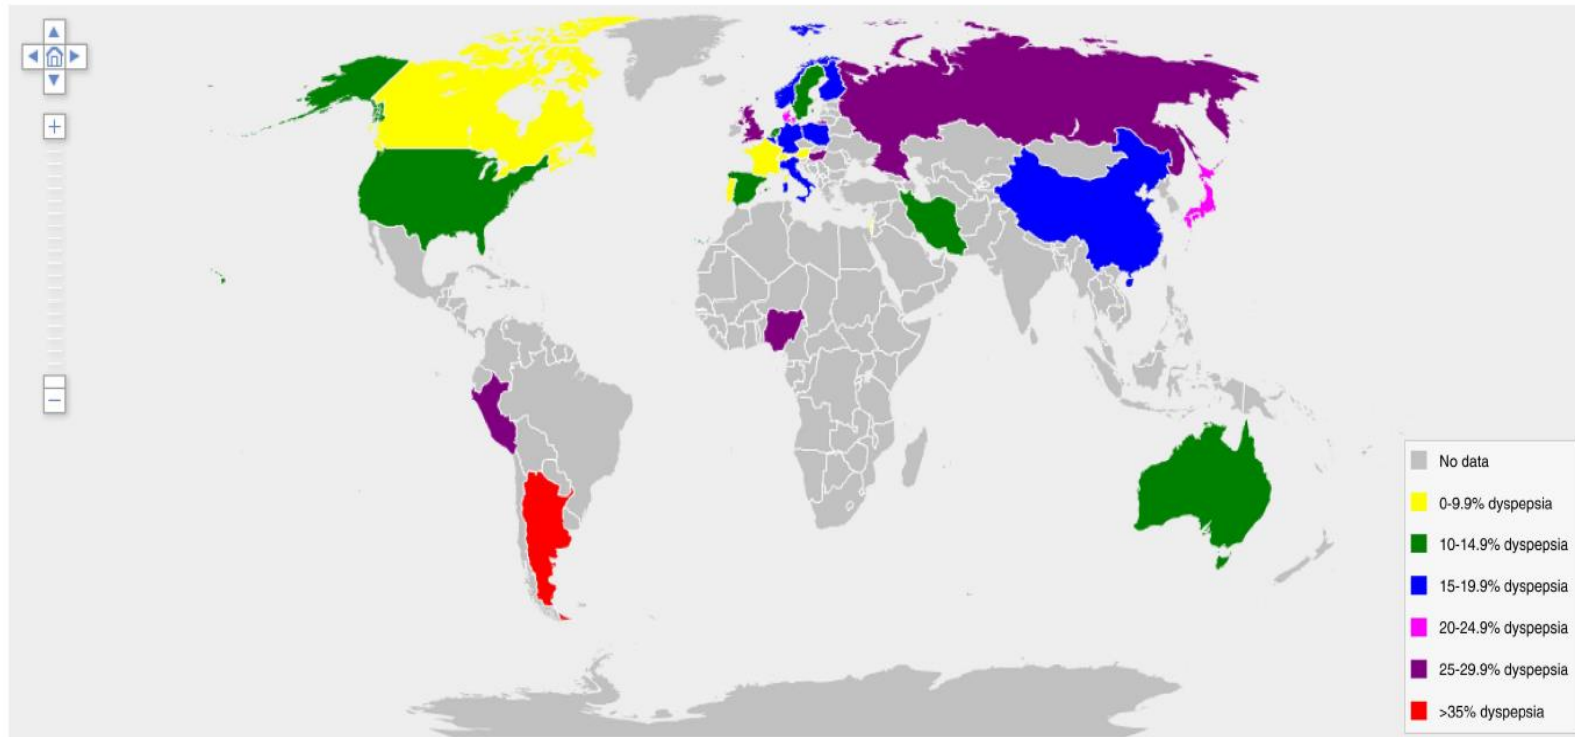 No data
0-9.9% dyspepsia
10-14.9% dyspepsia
15-19.9% dyspepsia
20-24.9% dyspepsia
25-29.9% dyspepsia
>35% dyspepsia